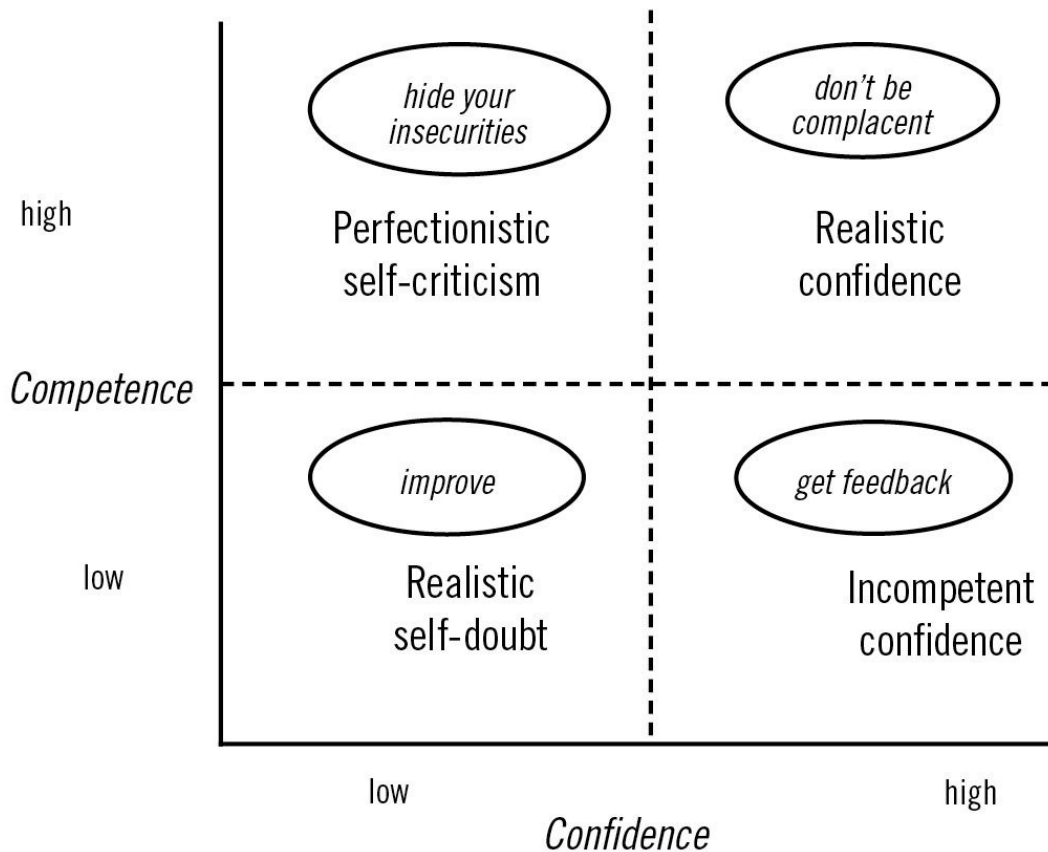 hide your
insecurities
don't be
complacent
high
Perfectionistic
self-criticism
Realistic
confidence
Competence
improve
get feedback
low
Realistic
self-doubt
Incompetent
confidence
low
high
Confidence